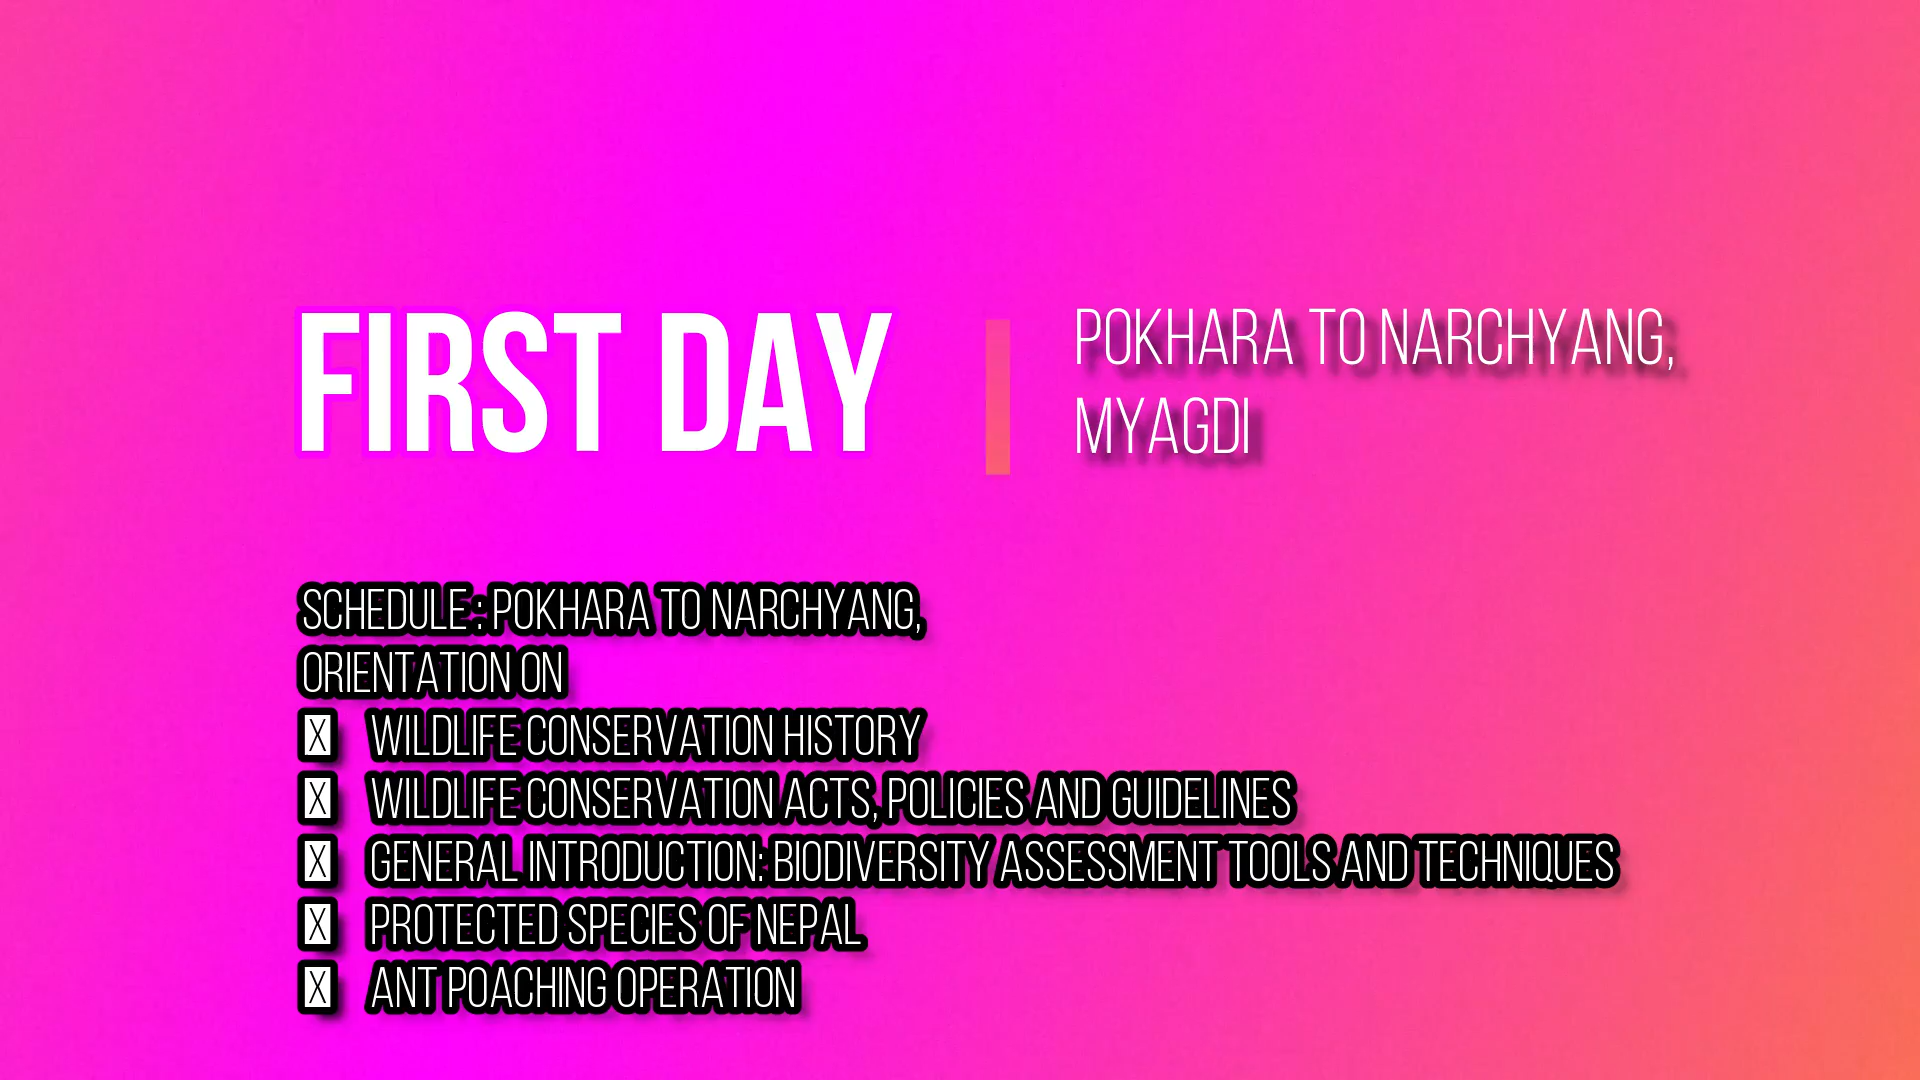 FIRST DAY
POKHARA TO NARCHYANG,
MYAGDI
SCHEDULE : POKHARA TO NARCHYANG,
ORIENTATION ON
☒ WILDLIFE CONSERVATION HISTORY
☒ WILDLIFE CONSERVATION ACTS, POLICIES AND GUIDELINES
☒ GENERAL INTRODUCTION: BIODIVERSITY ASSESSMENT TOOLS AND TECHNIQUES
☒ PROTECTED SPECIES OF NEPAL
☒ ANT POACHING OPERATION